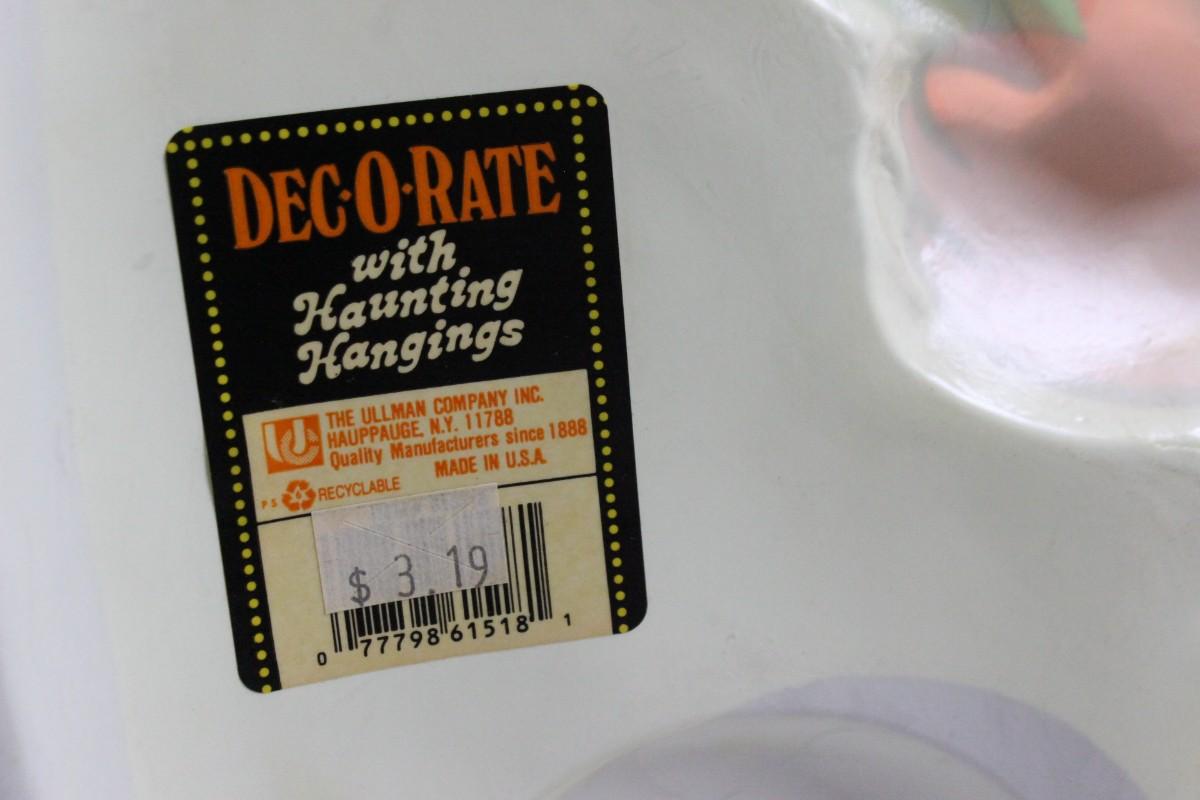 DEC·O·RATE
with
Haunting
Hangings
THE ULLMAN COMPANY INC.
HAUPPAUGE, N.Y. 11788
Quality Manufacturers since 1888
MADE IN U.S.A.
P S RECYCLABLE
$ 3.19
0 77798 61518 1